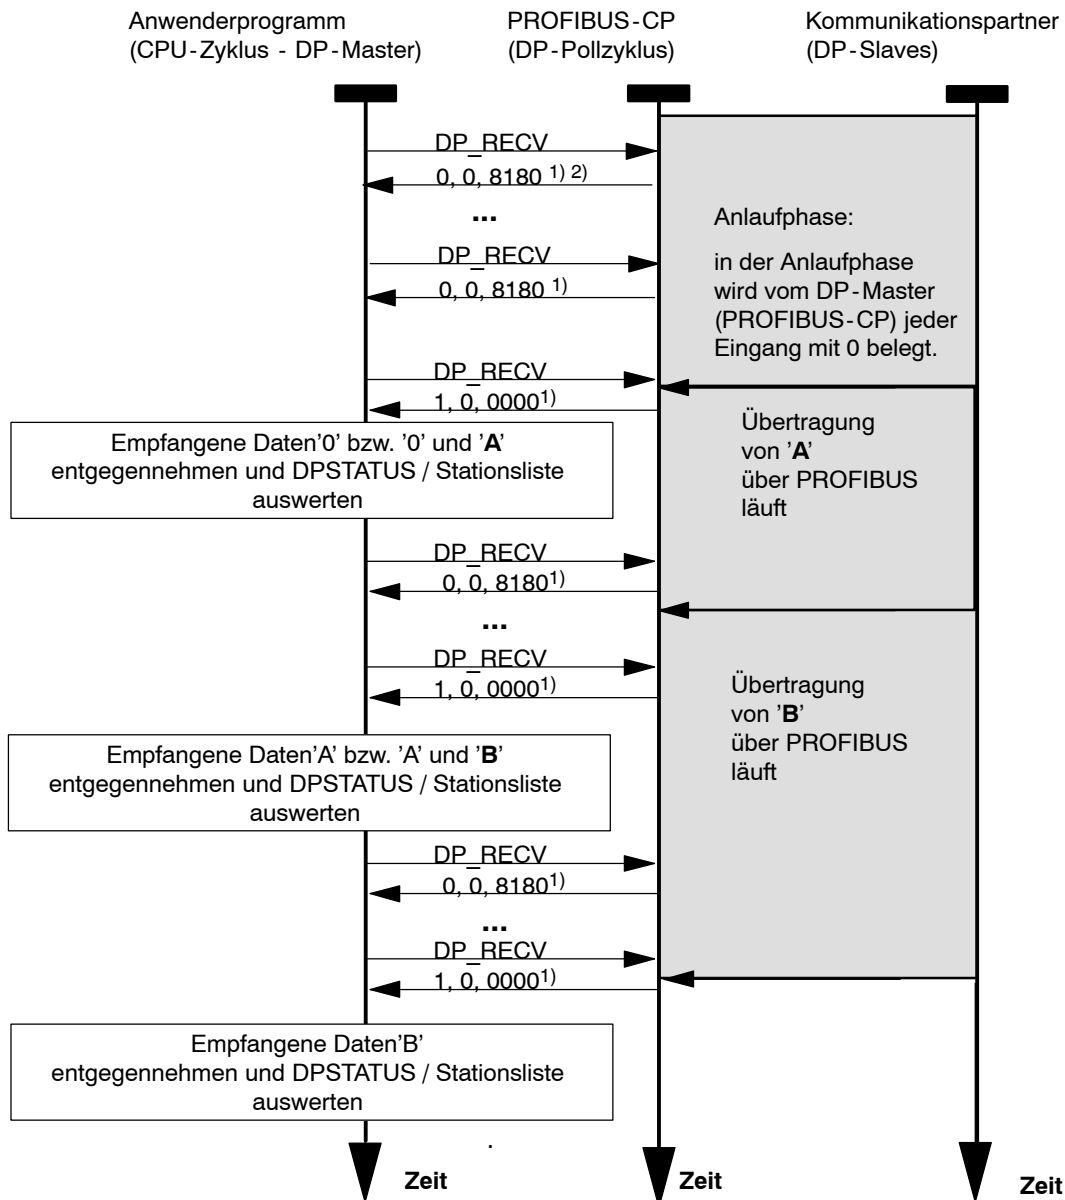 Anwenderprogramm
(CPU-Zyklus - DP-Master)
PROFIBUS-CP
(DP-Pollzyklus)
Kommunikationspartner
(DP-Slaves)
DP_RECV
0, 0, 8180 1) 2)
...
DP_RECV
0, 0, 8180 1)
Anlaufphase:
in der Anlaufphase
wird vom DP-Master
(PROFIBUS-CP) jeder
Eingang mit 0 belegt.
DP_RECV
1, 0, 0000 1)
Empfangene Daten'0' bzw. '0' und 'A'
entgegennehmen und DPSTATUS / Stationsliste
auswerten
Übertragung
von 'A'
über PROFIBUS
läuft
DP_RECV
0, 0, 8180 1)
...
DP_RECV
1, 0, 0000 1)
Übertragung
von 'B'
über PROFIBUS
läuft
Empfangene Daten'A' bzw. 'A' und 'B'
entgegennehmen und DPSTATUS / Stationsliste
auswerten
DP_RECV
0, 0, 8180 1)
...
DP_RECV
1, 0, 0000 1)
Empfangene Daten'B'
entgegennehmen und DPSTATUS / Stationsliste
auswerten
.
Zeit
Zeit
Zeit